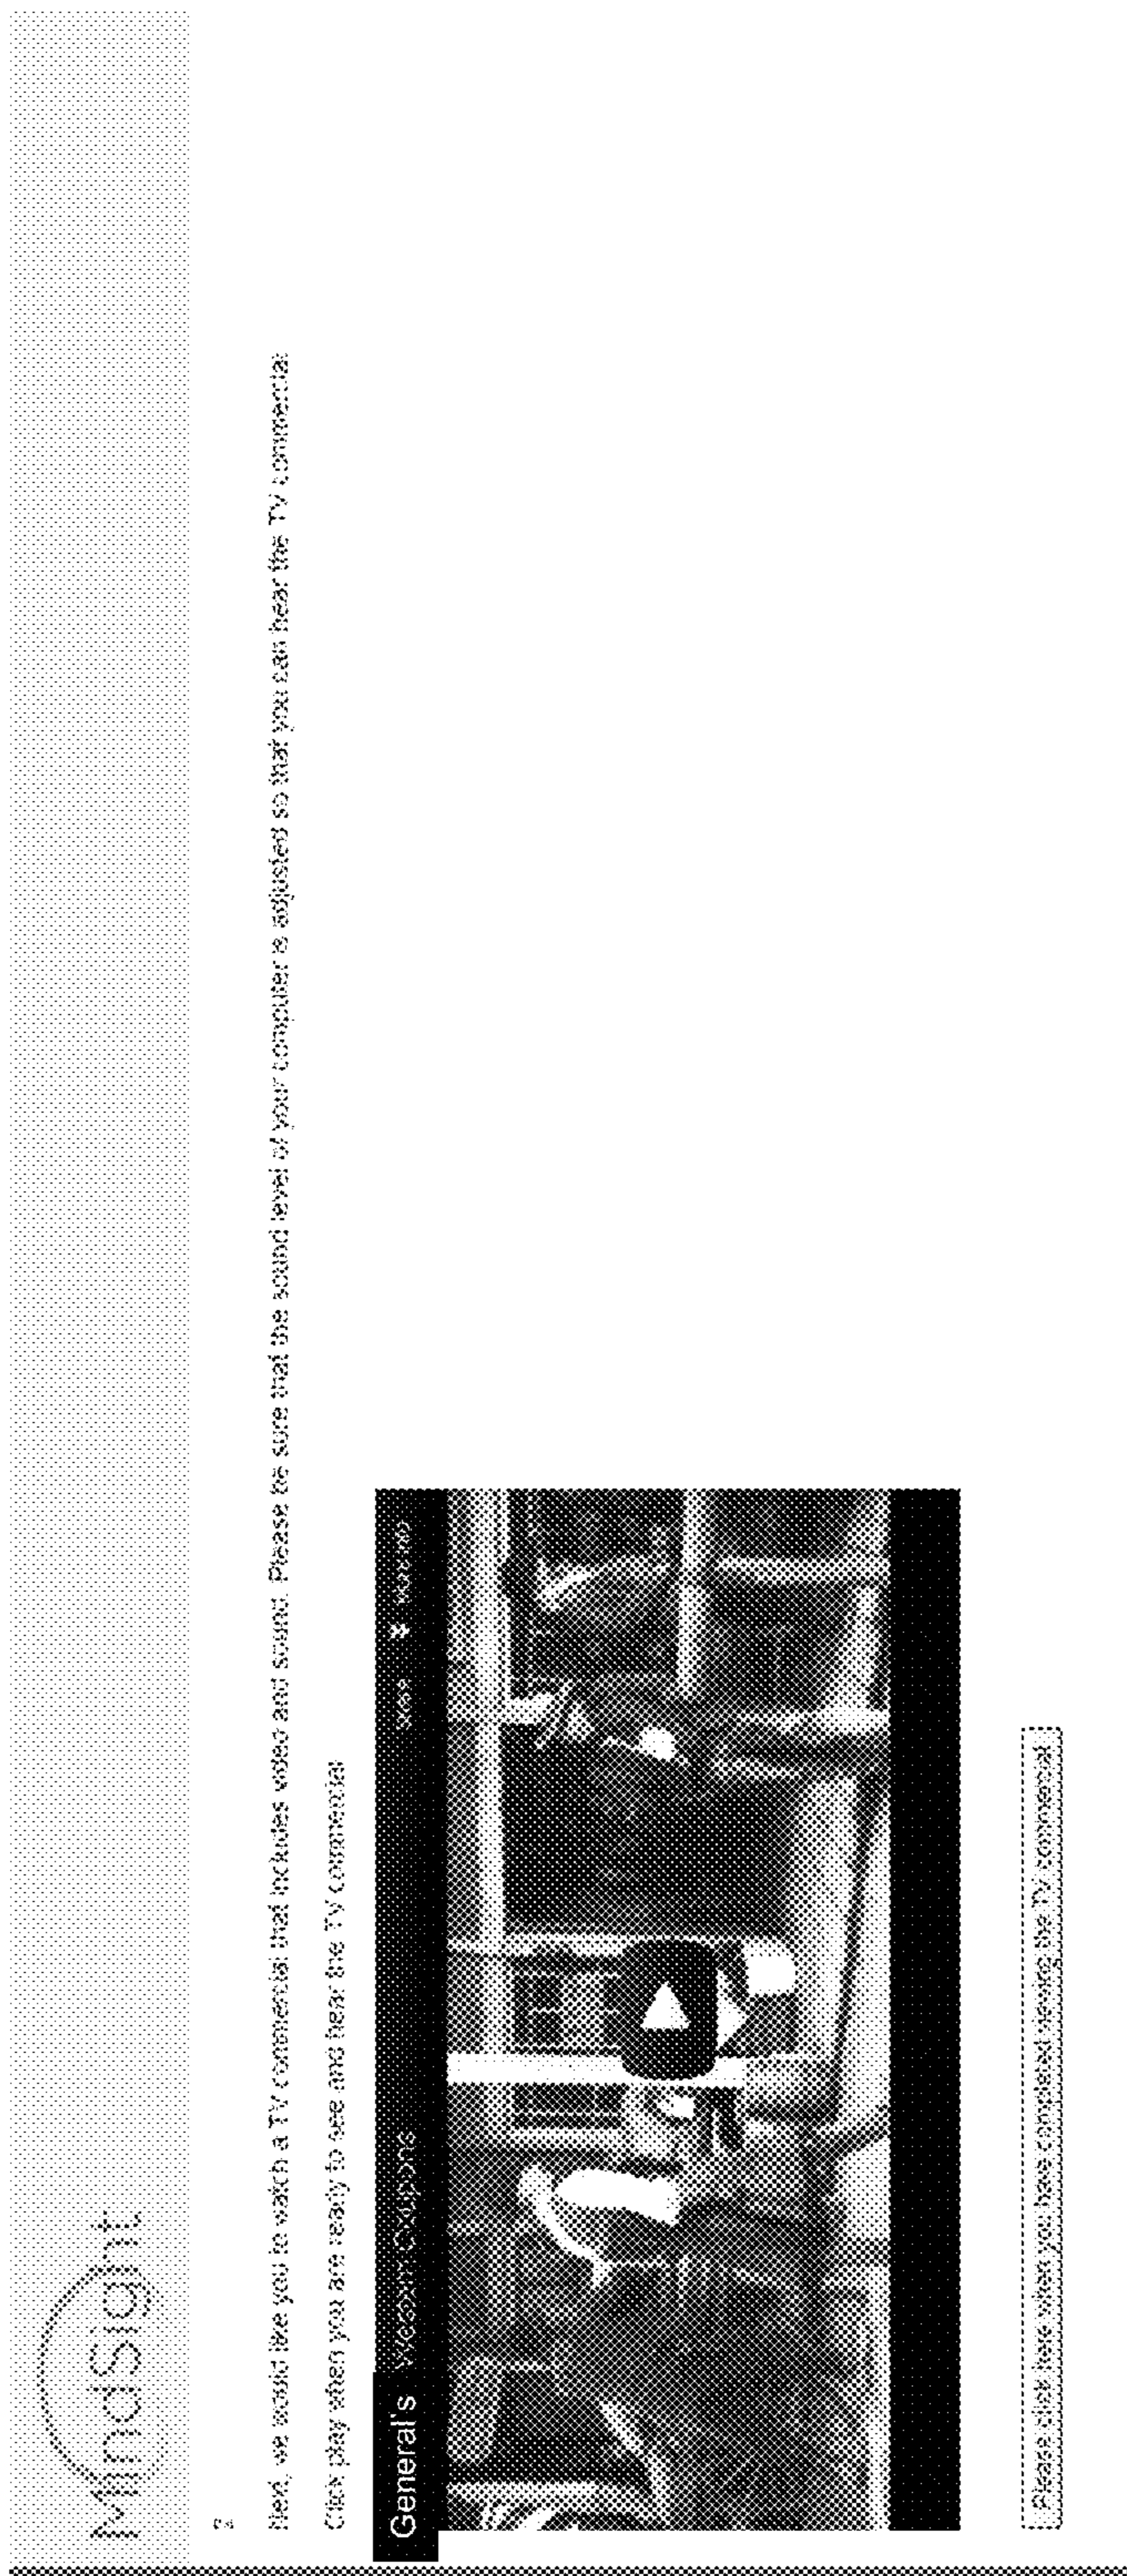 MindSight
Next, we would like you to watch a TV commercial that includes video and sound. Please be sure that the sound level of your computer is adjusted so that you can hear the TV commercial
Click play when you are ready to see and hear the TV commercial
General's Coupons
Please click here when you have completed viewing the TV commercial